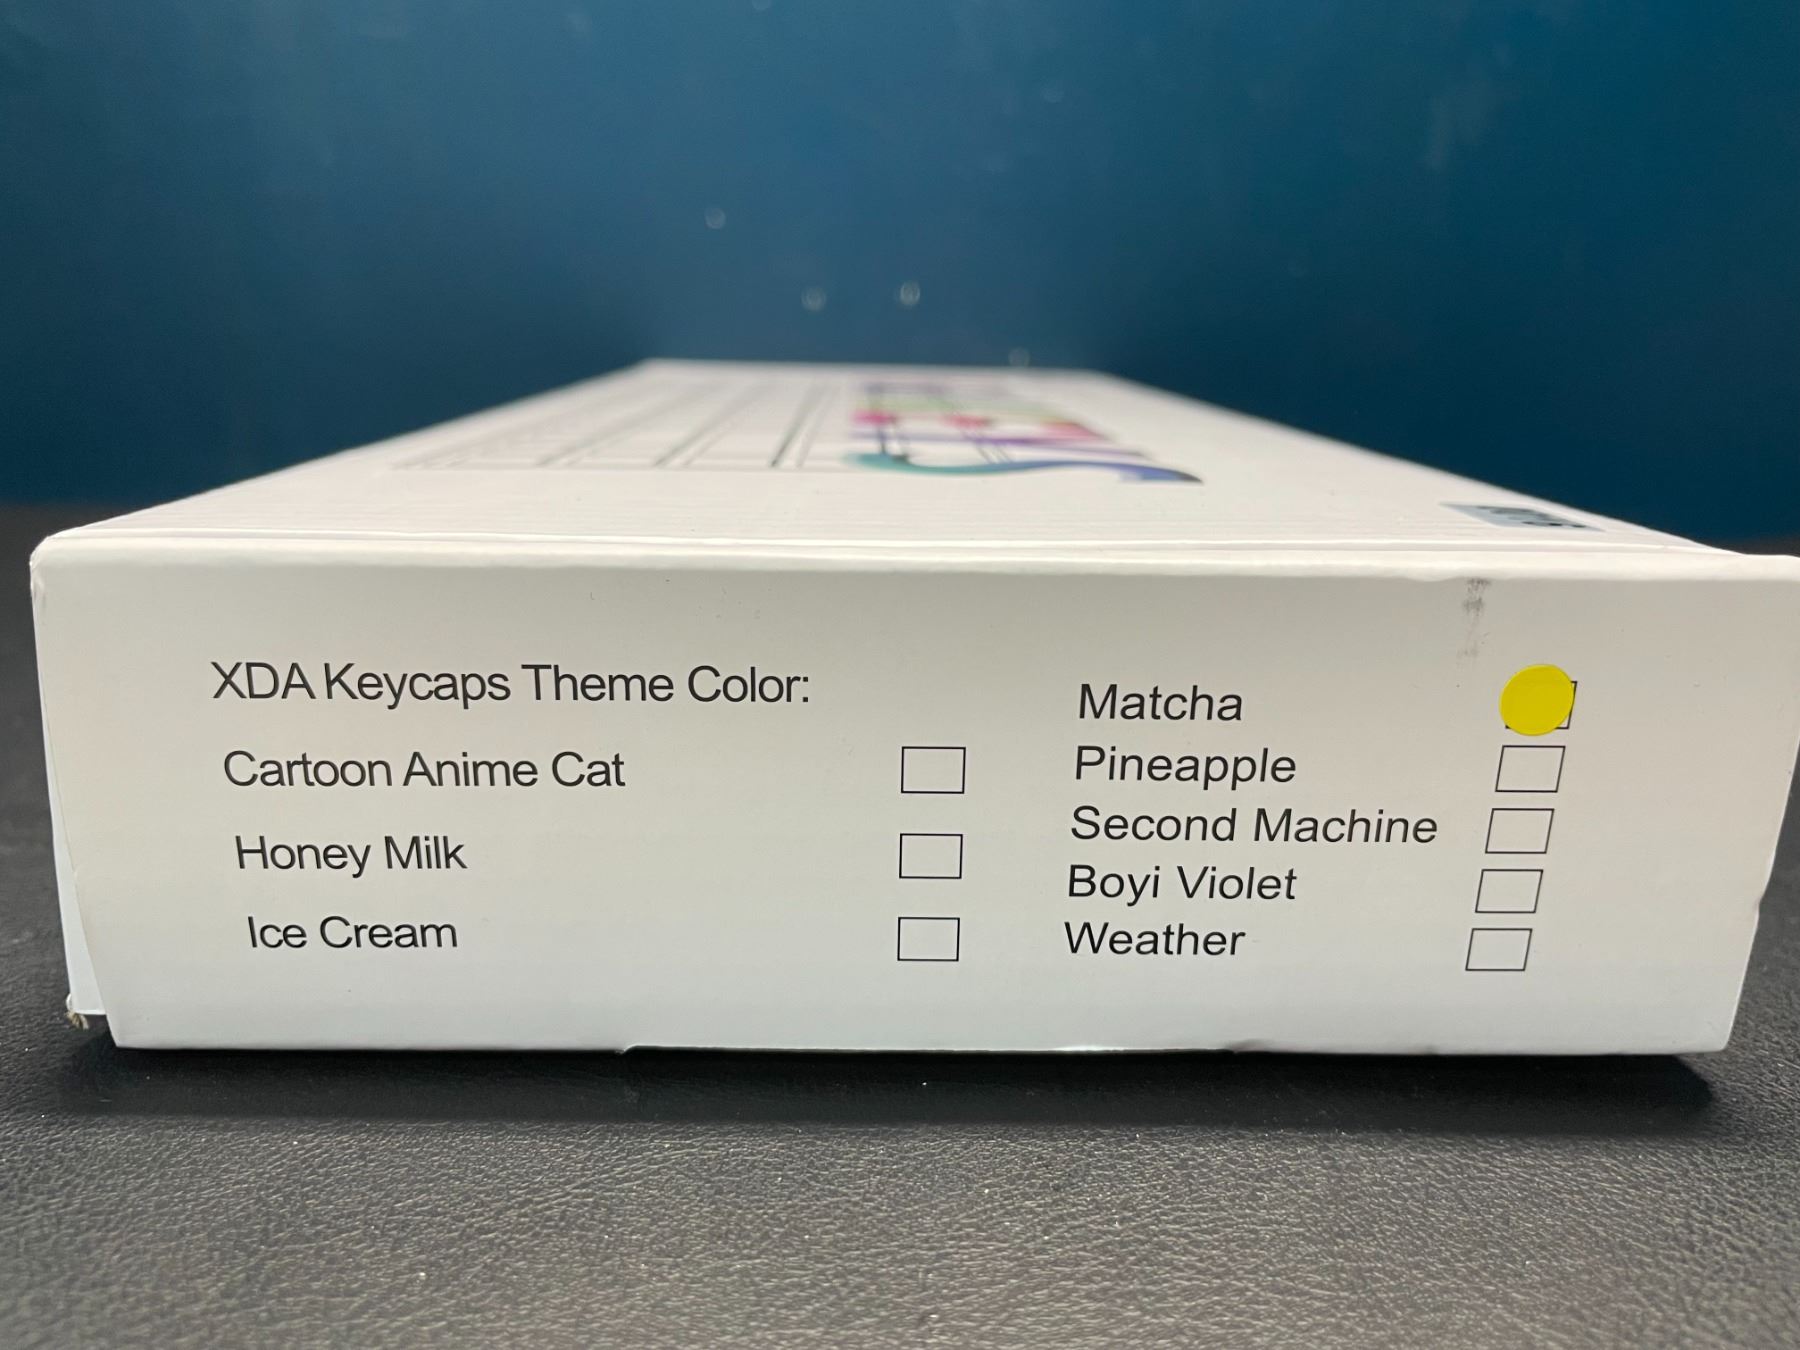 XDA Keycaps Theme Color:
Cartoon Anime Cat
Honey Milk
Ice Cream
Matcha
Pineapple
Second Machine
Boyi Violet
Weather